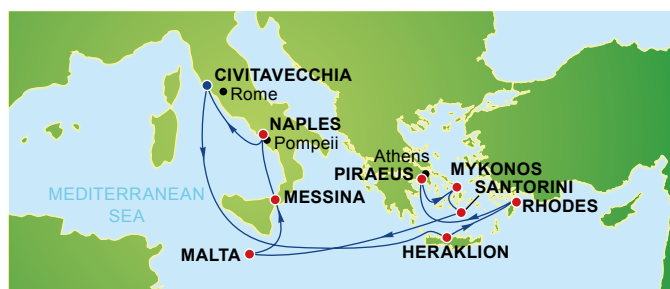 CIVITAVECCHIA
Rome
NAPLES
Pompeii
Athens
PIRAEUS
MYKONOS
SANTORINI
RHODES
MESSINA
MEDITERRANEAN
SEA
MALTA
HERAKLION